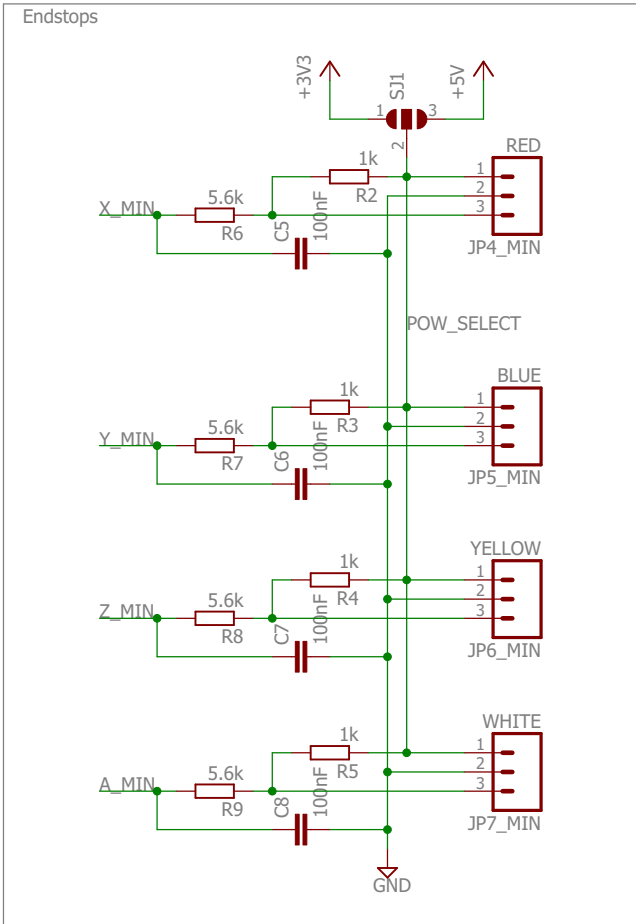 Endstops
+3V3
SJ1
+5V
1
3
2
RED
1k
R2
1
2
3
X_MIN
5.6k
R6
C5
100nF
JP4_MIN
POW_SELECT
BLUE
1k
R3
1
2
3
Y_MIN
5.6k
R7
C6
100nF
JP5_MIN
YELLOW
1k
R4
1
2
3
Z_MIN
5.6k
R8
C7
100nF
JP6_MIN
WHITE
1k
R5
1
2
3
A_MIN
5.6k
R9
C8
100nF
JP7_MIN
GND